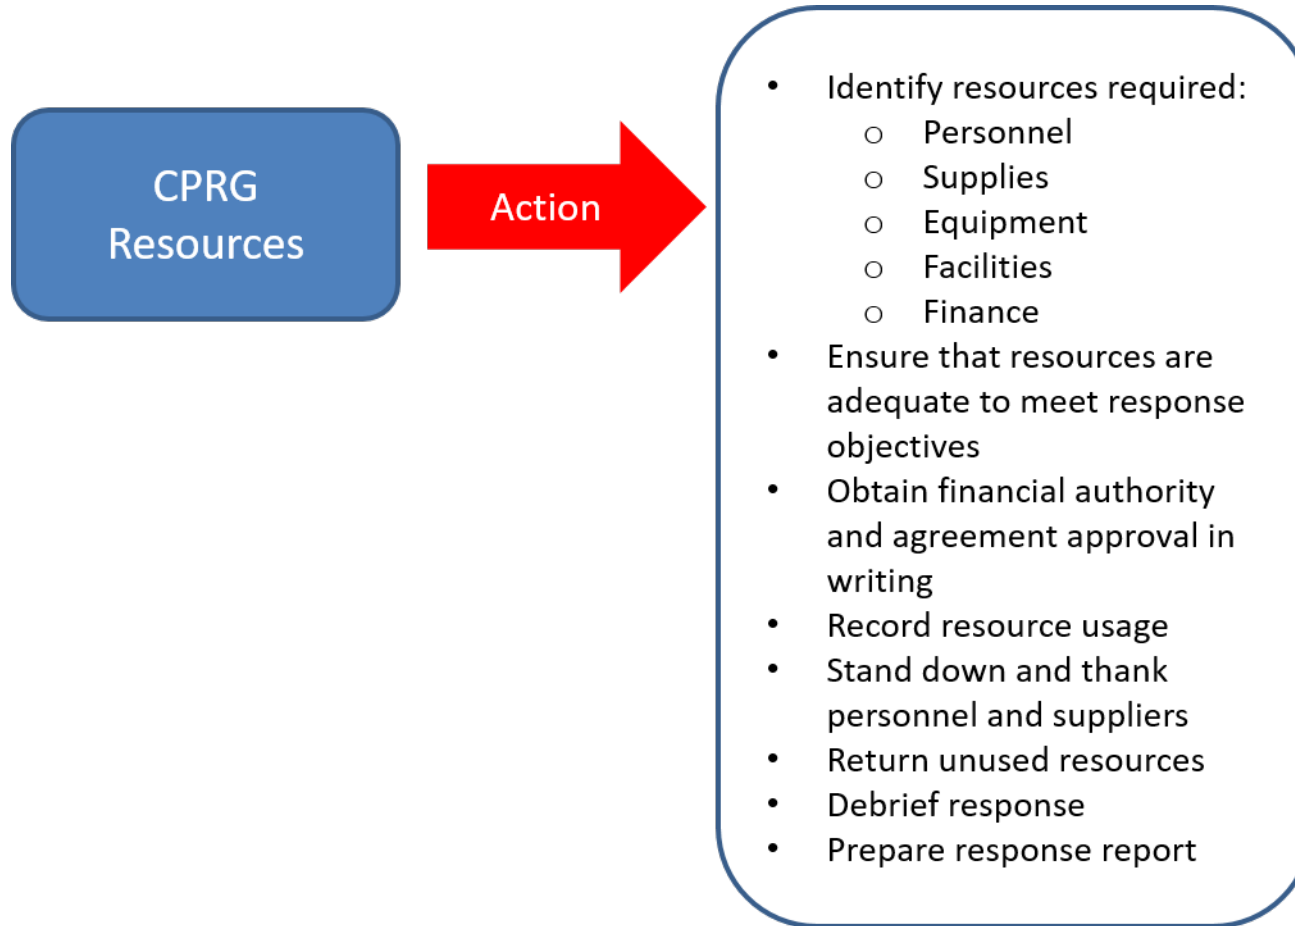 CPRG
Resources
Action
• Identify resources required:
o Personnel
o Supplies
o Equipment
o Facilities
o Finance
• Ensure that resources are
adequate to meet response
objectives
• Obtain financial authority
and agreement approval in
writing
• Record resource usage
• Stand down and thank
personnel and suppliers
• Return unused resources
• Debrief response
• Prepare response report